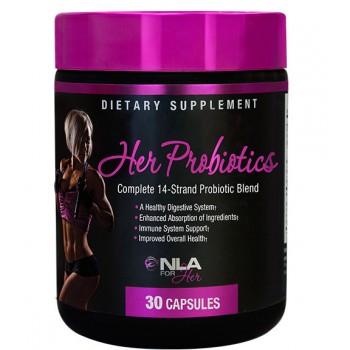 DIETARY SUPPLEMENT
Her Probiotics
Complete 14-Strand Probiotic Blend
• A Healthy Digestive System†
• Enhanced Absorption of Ingredients†
• Immune System Support†
• Improved Overall Health†
NLA
FOR Her
30 CAPSULES